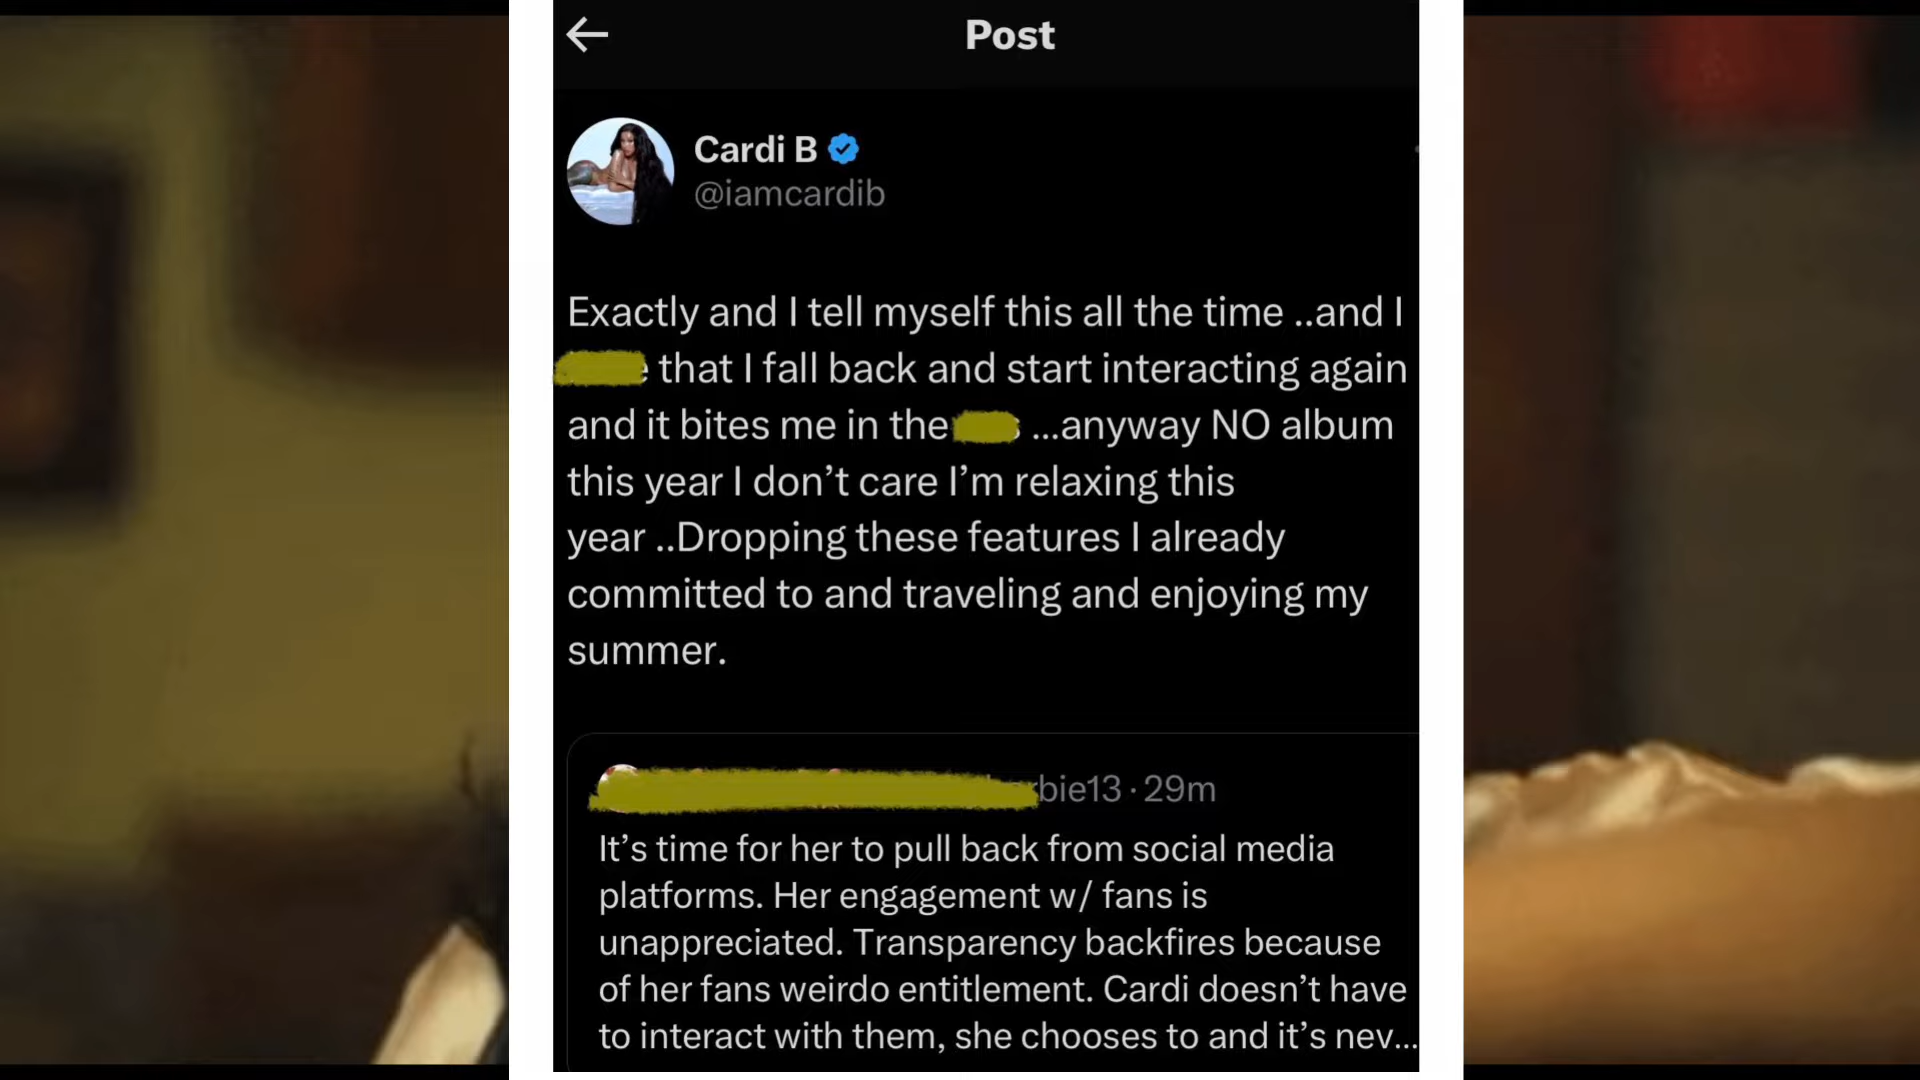 Post
Cardi B
@iamcardib
Exactly and I tell myself this all the time ..and I
that I fall back and start interacting again
and it bites me in the ...anyway NO album
this year I don’t care I’m relaxing this
year ..Dropping these features I already
committed to and traveling and enjoying my
summer.
bie13 · 29m
It’s time for her to pull back from social media
platforms. Her engagement w/ fans is
unappreciated. Transparency backfires because
of her fans weirdo entitlement. Cardi doesn’t have
to interact with them, she chooses to and it’s nev...